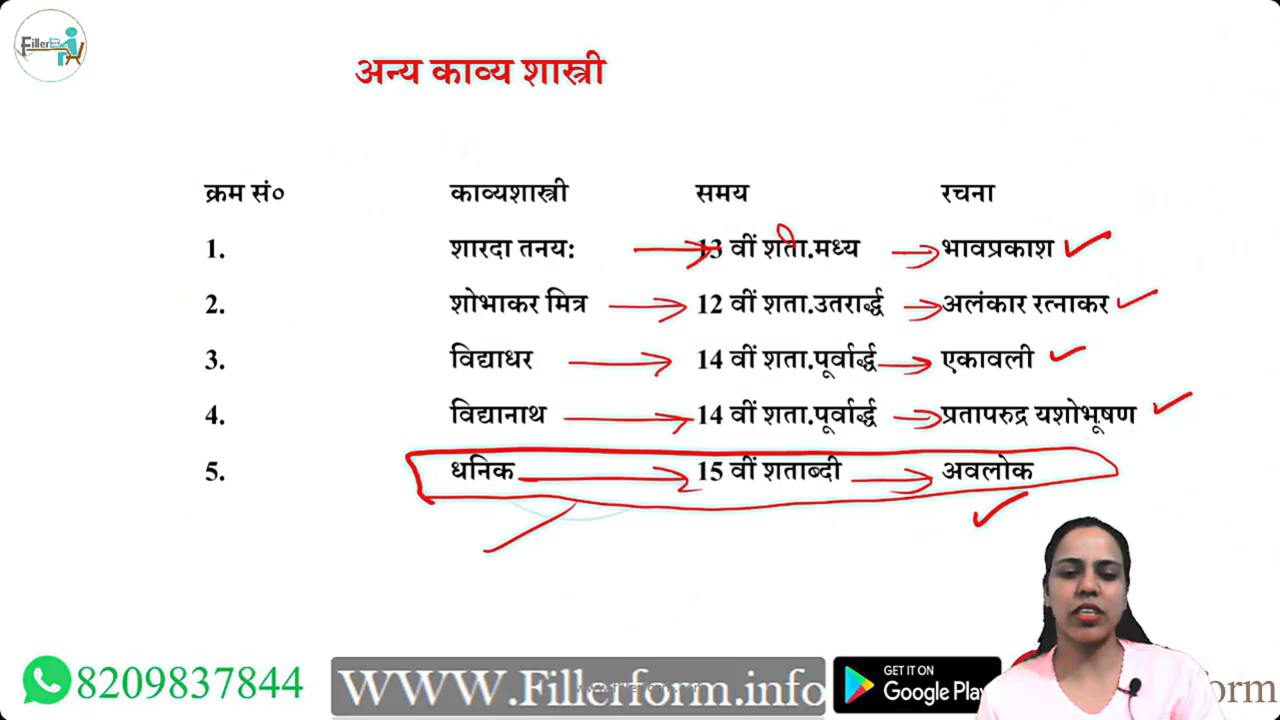 Filler
अन्य काव्य शास्त्री
क्रम सं० काव्यशास्त्री समय रचना
1. शारदा तनय: 13 वीं शता.मध्य भावप्रकाश
2. शोभाकर मित्र 12 वीं शता.उतरार्द्ध अलंकार रत्नाकर
3. विद्याधर 14 वीं शता.पूर्वार्द्ध एकावली
4. विद्यानाथ 14 वीं शता.पूर्वार्द्ध प्रतापरुद्र यशोभूषण
5. धनिक 15 वीं शताब्दी अवलोक
8209837844 WWW.Fillerform.info GET IT ON Google Play